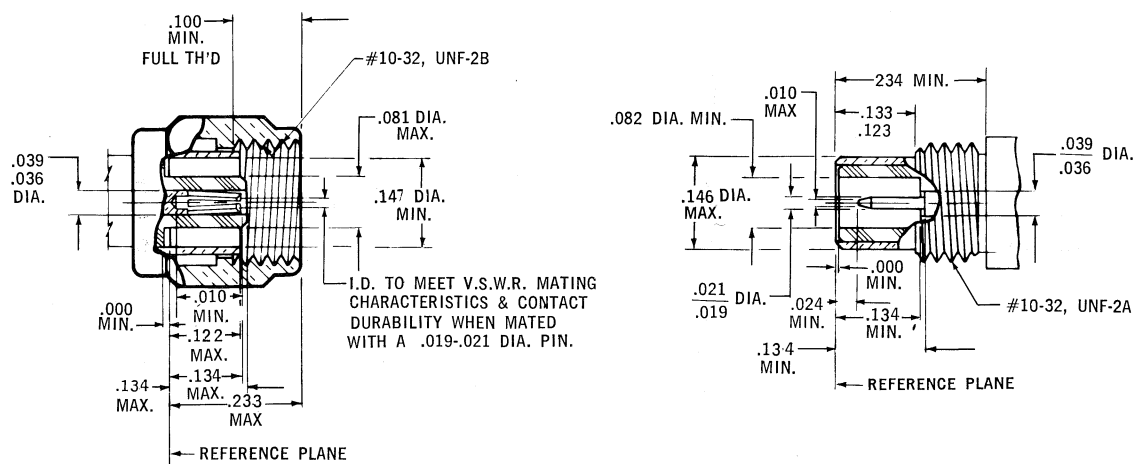 .100
MIN.
FULL TH'D
#10-32, UNF-2B
.081 DIA.
MAX.
.039
.036
DIA.
.147 DIA.
MIN.
I.D. TO MEET V.S.W.R. MATING
CHARACTERISTICS & CONTACT
DURABILITY WHEN MATED
WITH A .019-.021 DIA. PIN.
.000
MIN.
.010
MIN.
.122
MAX.
.134
MAX.
.134
MAX.
.233
MAX
REFERENCE PLANE
234 MIN.
.010
MAX
.133
.123
.082 DIA. MIN.
.039
.036
DIA.
.146 DIA.
MAX.
.021
.019
DIA.
.000
MIN.
.024
MIN.
.134
MIN.
#10-32, UNF-2A
.134
MIN.
REFERENCE PLANE